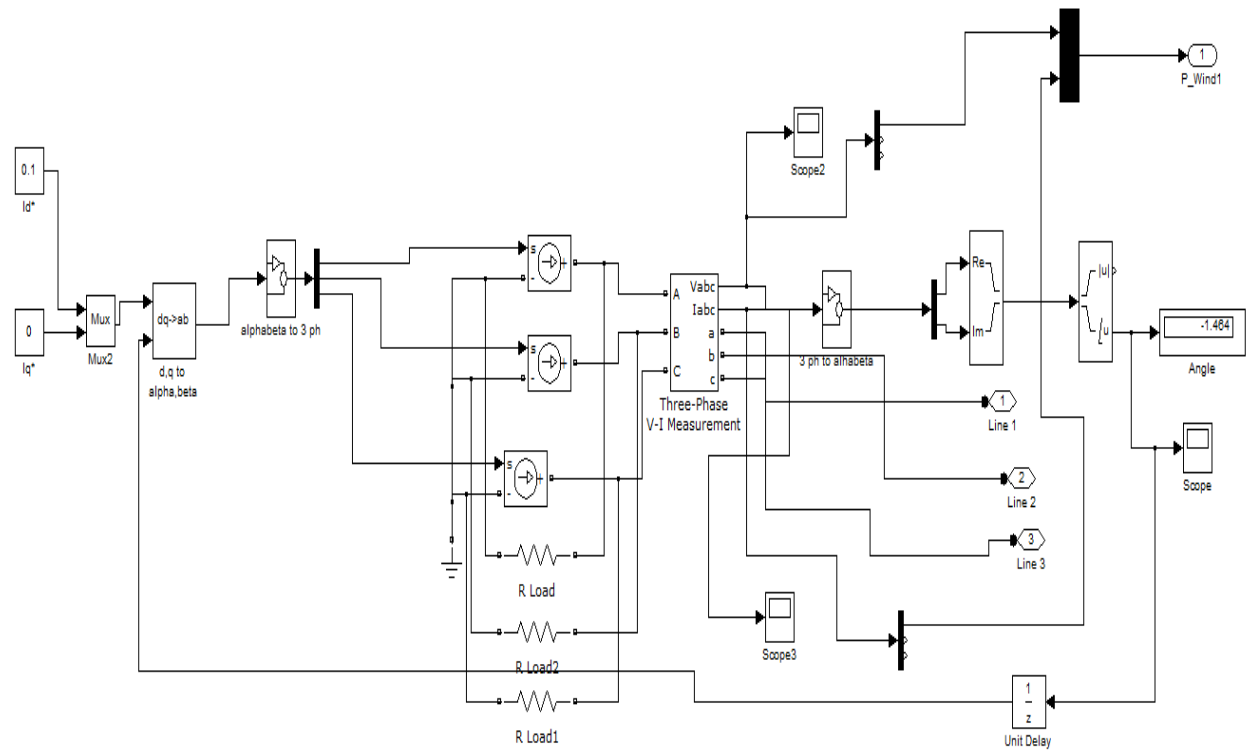 1
P_Wind1
Scope2
0.1
Id*
0
Iq*
Mux
Mux2
dq->ab
d,q to
alpha,beta
alphabeta to 3 ph
s
+
-
s
+
-
s
+
-
A
B
C
Vabc
Iabc
a
b
c
Three-Phase
V-I Measurement
3 ph to alhabeta
Re
Im
|u|
∠u
-1.464
Angle
1
Line 1
Scope
2
Line 2
3
Line 3
R Load
Scope3
R Load2
R Load1
1
z
Unit Delay